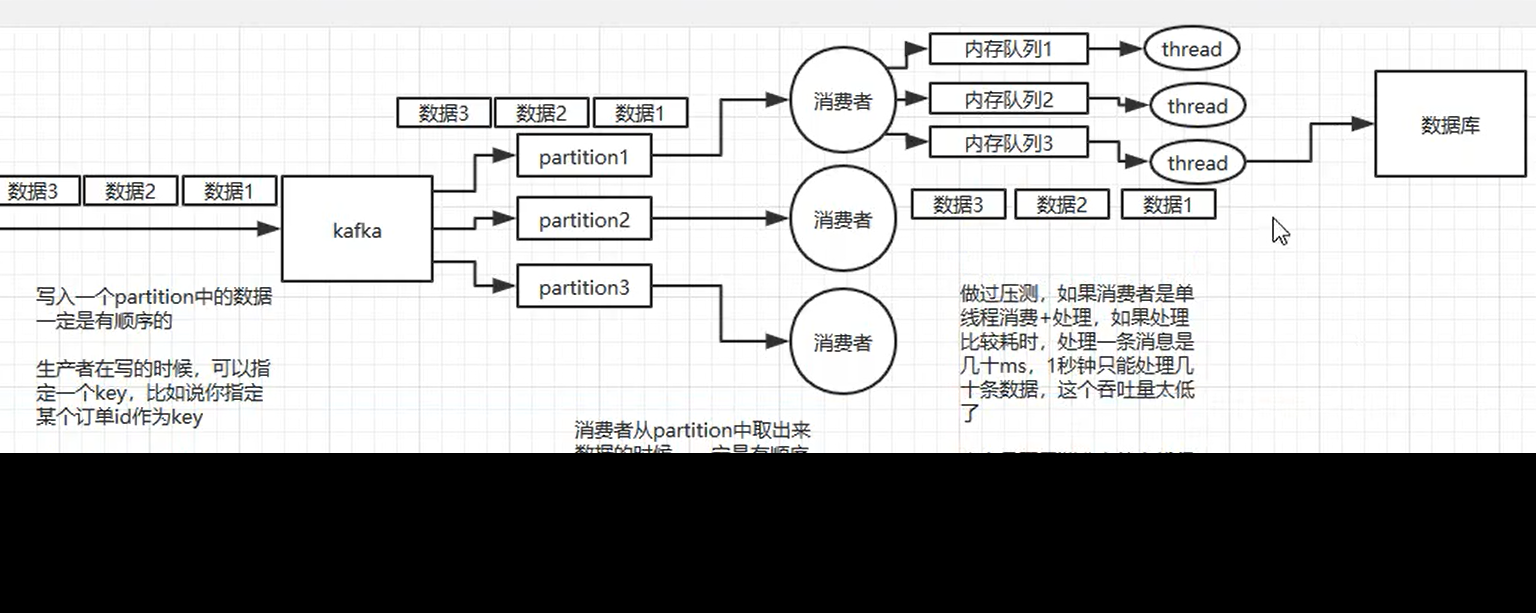 内存队列1
thread
内存队列2
thread
内存队列3
thread
消费者
数据库
数据3
数据2
数据1
partition1
数据3
数据2
数据1
kafka
partition2
消费者
数据3
数据2
数据1
partition3
消费者
写入一个partition中的数据
一定是有顺序的
生产者在写的时候，可以指
定一个key，比如说你指定
某个订单id作为key
消费者从partition中取出来
数据的时候，一定是有顺序
做过压测，如果消费者是单
线程消费+处理，如果处理
比较耗时，处理一条消息是
几十ms，1秒钟只能处理几
十条数据，这个吞吐量太低
了